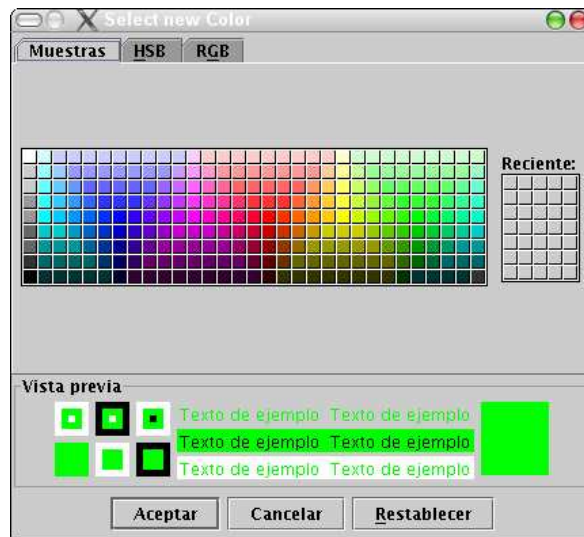 Select new Color
Muestras HSB RGB
Reciente:
Vista previa
Texto de ejemplo Texto de ejemplo
Texto de ejemplo Texto de ejemplo
Texto de ejemplo Texto de ejemplo
Aceptar Cancelar Restablecer